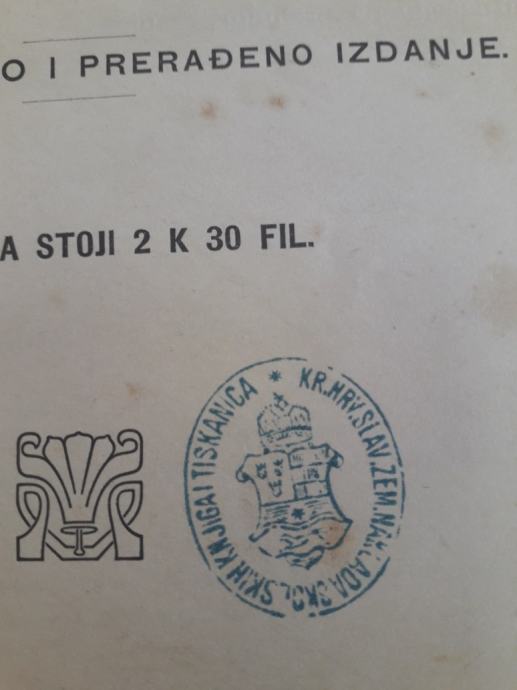 O I PRERAĐENO IZDANJE.
A STOJI 2 K 30 FIL.
* KR. HRV. SLAV. ZEM. NAKLADA ŠKOLSKIH KNJIGA I TISKANICA